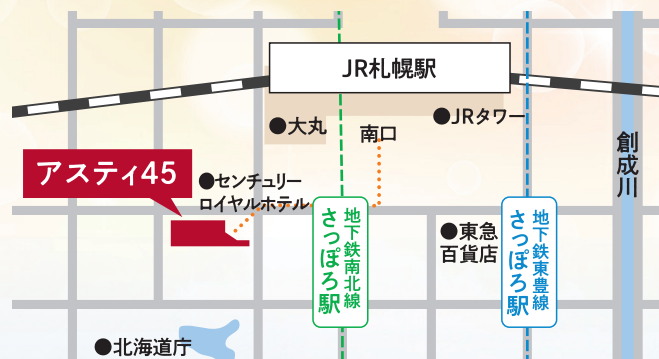 JR札幌駅
●大丸
●JRタワー
南口
創成川
アスティ45
●センチュリー
ロイヤルホテル
地下鉄南北線
さっぽろ駅
●東急
百貨店
地下鉄東豊線
さっぽろ駅
●北海道庁